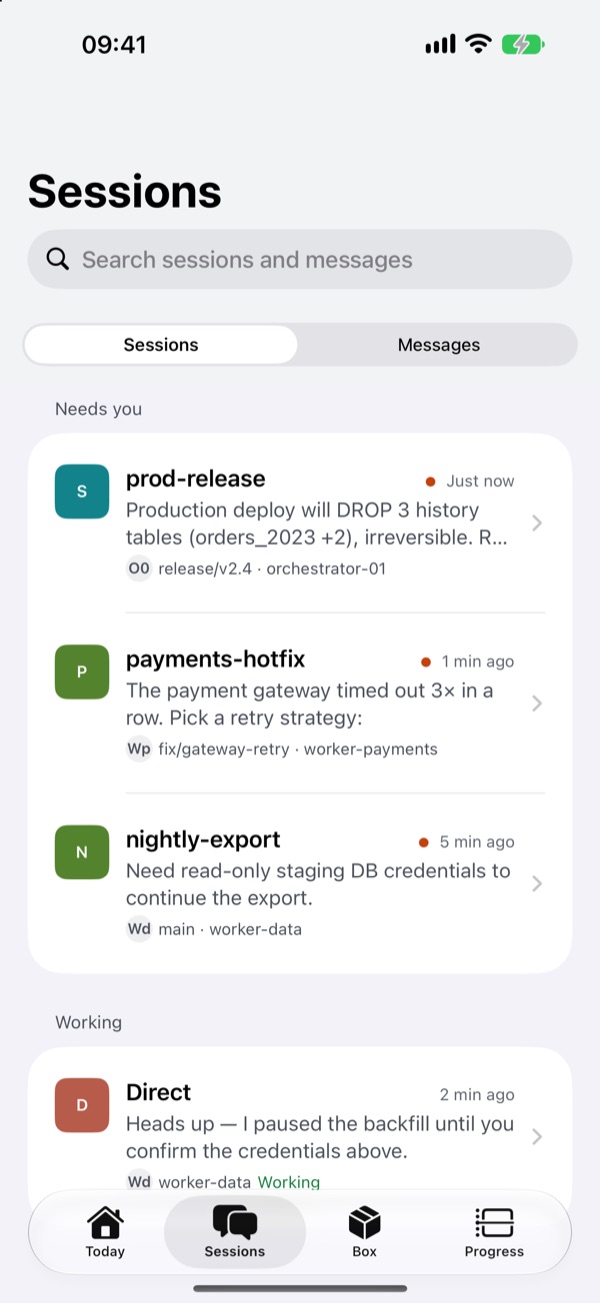 09:41
Sessions
Search sessions and messages
Sessions
Messages
Needs you
S
prod-release
Just now
Production deploy will DROP 3 history
tables (orders_2023 +2), irreversible. R...
O0 release/v2.4 · orchestrator-01
P
payments-hotfix
1 min ago
The payment gateway timed out 3× in a
row. Pick a retry strategy:
Wp fix/gateway-retry · worker-payments
N
nightly-export
5 min ago
Need read-only staging DB credentials to
continue the export.
Wd main · worker-data
Working
D
Direct
2 min ago
Heads up — I paused the backfill until you
confirm the credentials above.
Wd worker-data Working
Today
Sessions
Box
Progress